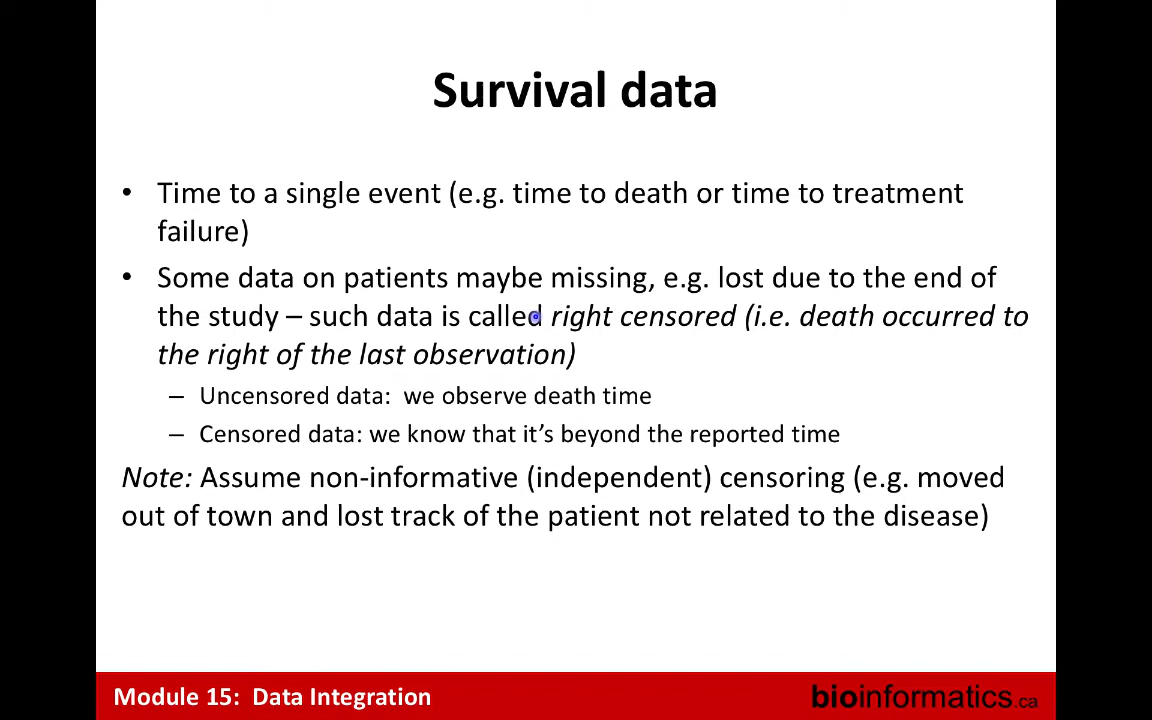 Survival data
• Time to a single event (e.g. time to death or time to treatment
failure)
• Some data on patients maybe missing, e.g. lost due to the end of
the study – such data is called right censored (i.e. death occurred to
the right of the last observation)
– Uncensored data: we observe death time
– Censored data: we know that it's beyond the reported time
Note: Assume non-informative (independent) censoring (e.g. moved
out of town and lost track of the patient not related to the disease)
Module 15: Data Integration
bioinformatics.ca